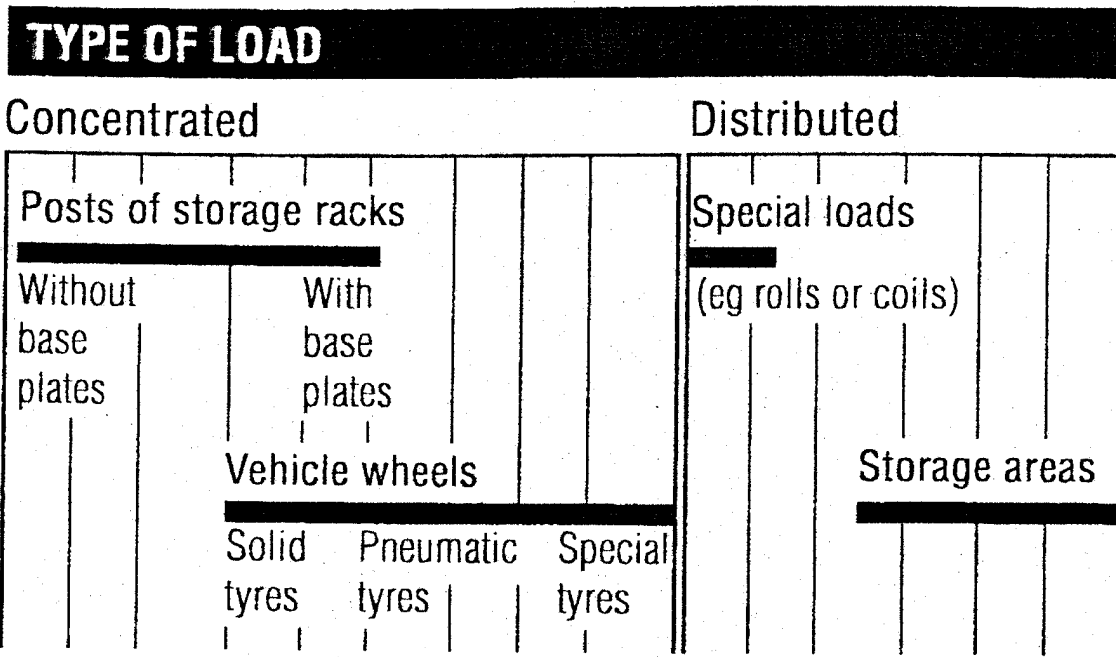 TYPE OF LOAD
Concentrated
Distributed
Posts of storage racks
Without
base
plates
With
base
plates
Vehicle wheels
Solid
tyres
Pneumatic
tyres
Special
tyres
Special loads
(eg rolls or coils)
Storage areas